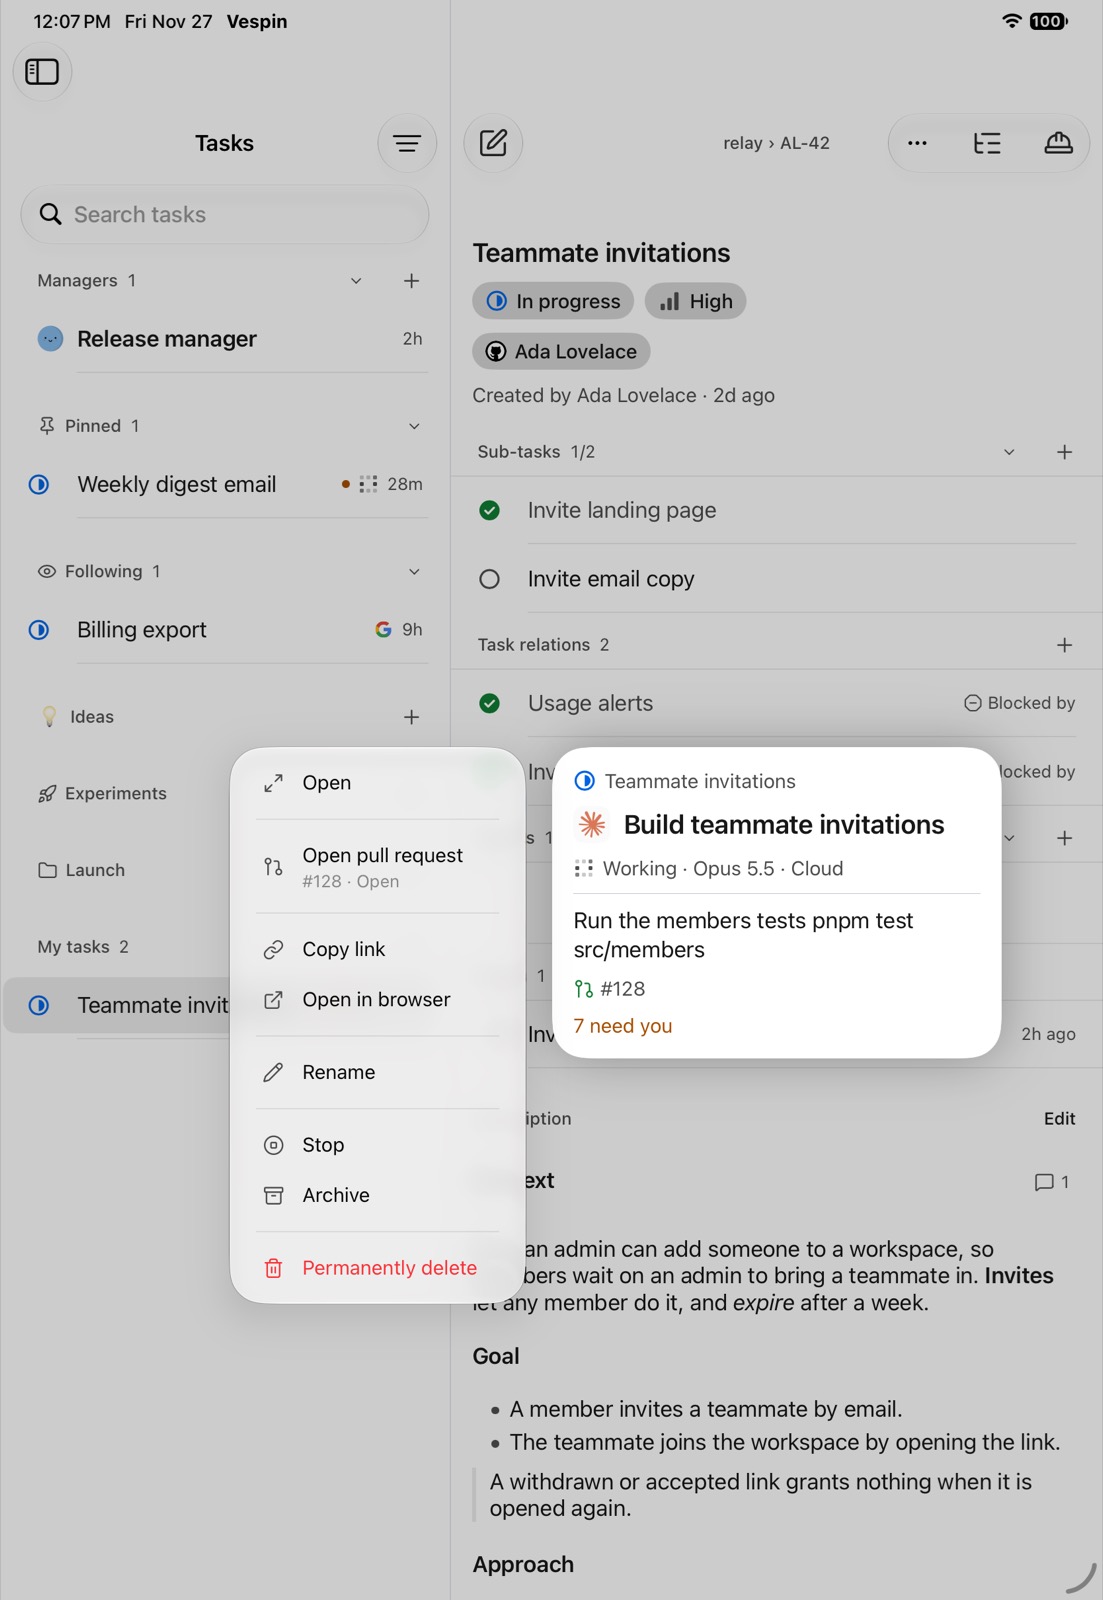 12:07 PM Fri Nov 27 Vespin
100
Tasks
Search tasks
Managers 1
Release manager 2h
Pinned 1
Weekly digest email 28m
Following 1
Billing export 9h
Ideas
Experiments
Launch
My tasks 2
Teammate invit
Open
Open pull request
#128 · Open
Copy link
Open in browser
Rename
Stop
Archive
Permanently delete
relay › AL-42
Teammate invitations
In progress
High
Ada Lovelace
Created by Ada Lovelace · 2d ago
Sub-tasks 1/2
Invite landing page
Invite email copy
Task relations 2
Usage alerts Blocked by
Inv locked by
s 1
Teammate invitations
Build teammate invitations
Working · Opus 5.5 · Cloud
Run the members tests pnpm test
src/members
#128
7 need you
1
Inv 2h ago
iption Edit
ext 1
an admin can add someone to a workspace, so
bers wait on an admin to bring a teammate in. Invites
let any member do it, and expire after a week.
Goal
• A member invites a teammate by email.
• The teammate joins the workspace by opening the link.
A withdrawn or accepted link grants nothing when it is
opened again.
Approach